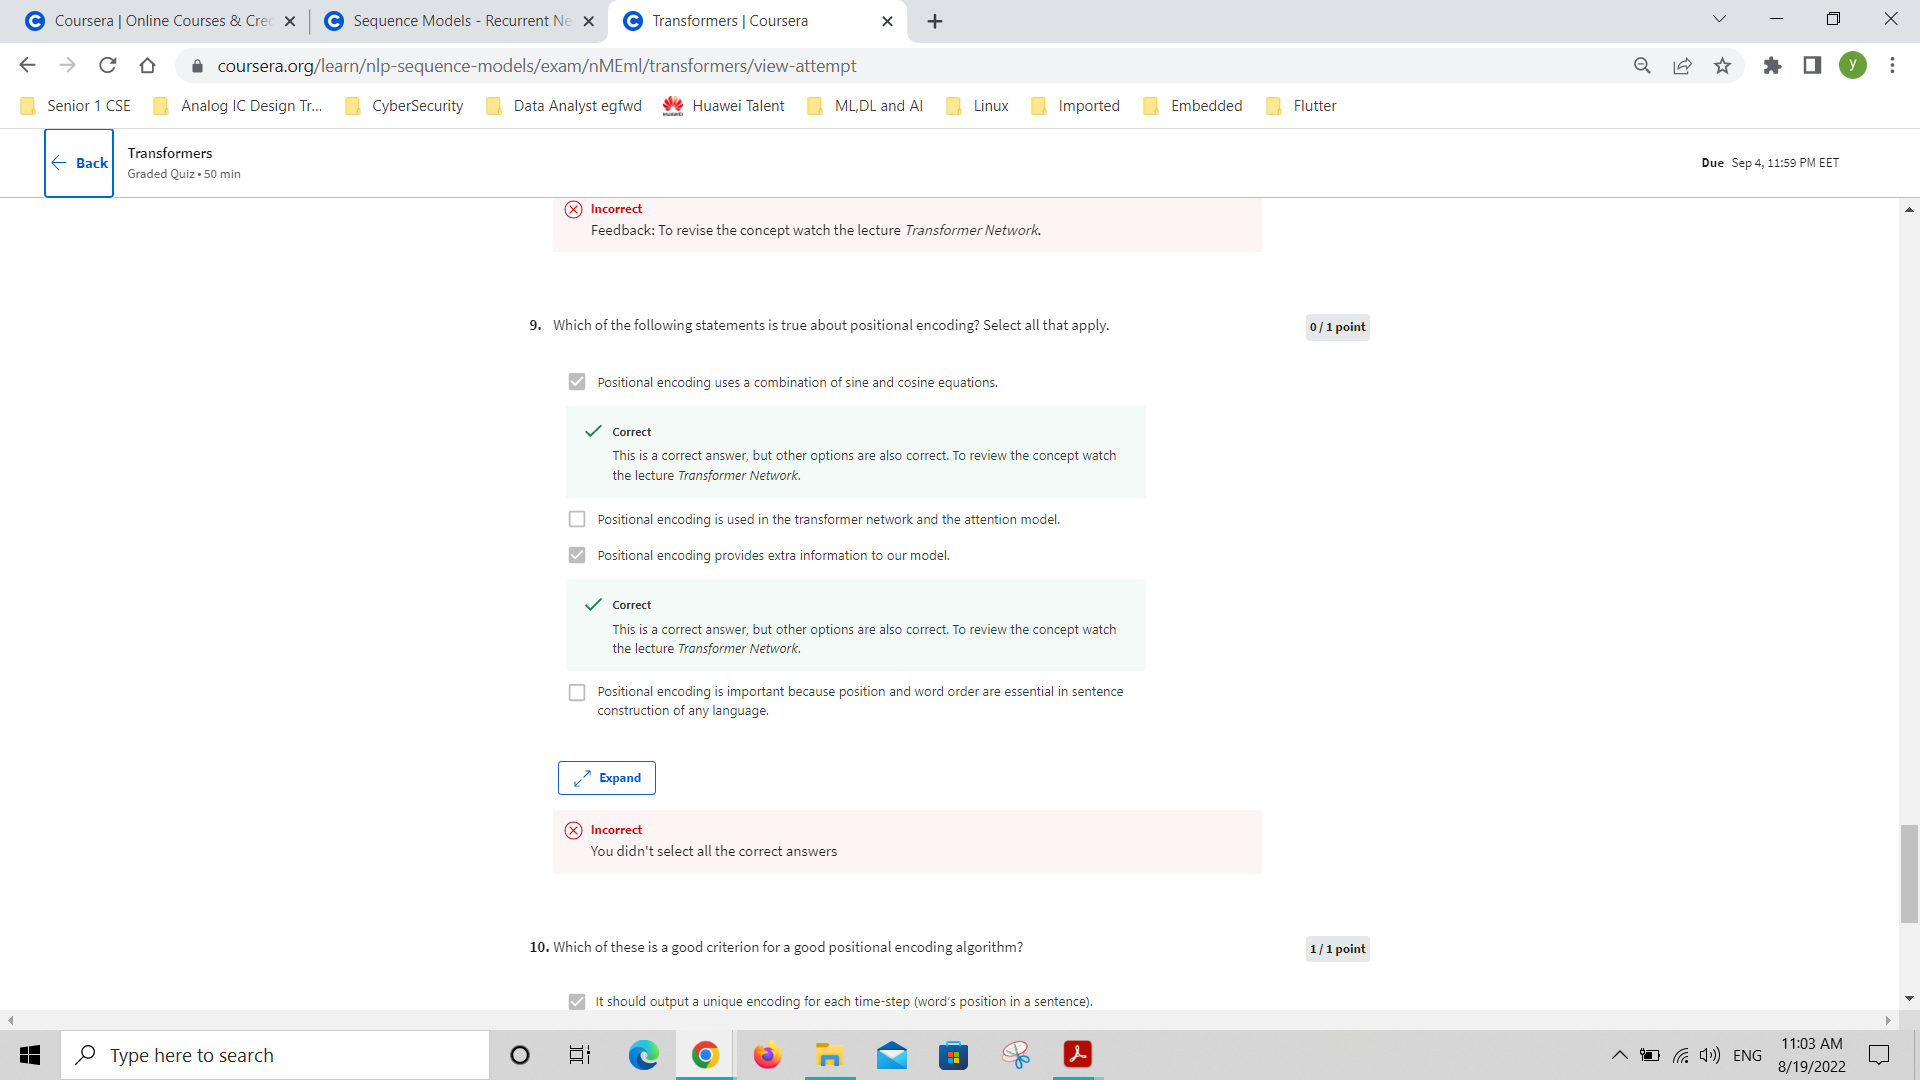 Coursera | Online Courses & Cre
Sequence Models - Recurrent Ne
Transformers | Coursera
coursera.org/learn/nlp-sequence-models/exam/nMEml/transformers/view-attempt
y
Senior 1 CSE
Analog IC Design Tr...
CyberSecurity
Data Analyst egfwd
HUAWEI
Huawei Talent
ML,DL and AI
Linux
Imported
Embedded
Flutter
Back
Transformers
Graded Quiz • 50 min
Due Sep 4, 11:59 PM EET
Incorrect
Feedback: To revise the concept watch the lecture Transformer Network.
9. Which of the following statements is true about positional encoding? Select all that apply.
0 / 1 point
Positional encoding uses a combination of sine and cosine equations.
Correct
This is a correct answer, but other options are also correct. To review the concept watch
the lecture Transformer Network.
Positional encoding is used in the transformer network and the attention model.
Positional encoding provides extra information to our model.
Correct
This is a correct answer, but other options are also correct. To review the concept watch
the lecture Transformer Network.
Positional encoding is important because position and word order are essential in sentence
construction of any language.
Expand
Incorrect
You didn't select all the correct answers
10. Which of these is a good criterion for a good positional encoding algorithm?
1 / 1 point
It should output a unique encoding for each time-step (word's position in a sentence).
Type here to search
ENG
11:03 AM
8/19/2022